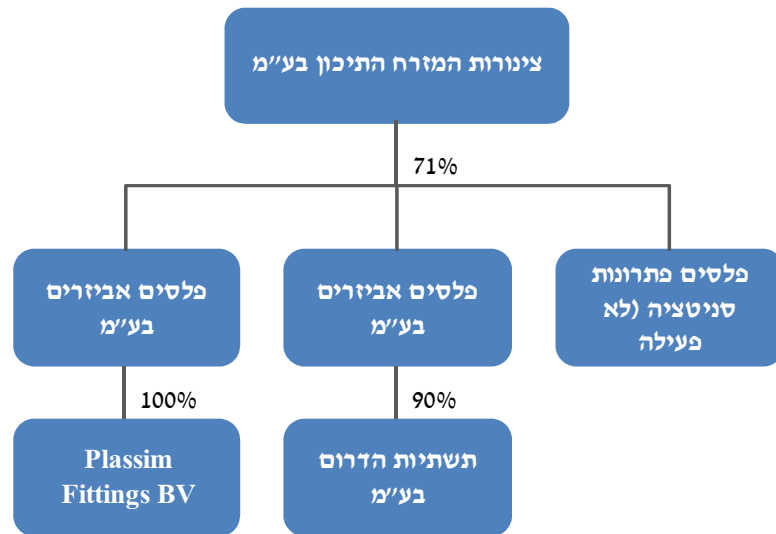 צינורות המזרח התיכון בע"מ
71%
פלסים פתרונות
סניטציה (לא
פעילה
פלסים אביזרים
בע"מ
פלסים אביזרים
בע"מ
90%
100%
תשתיות הדרום
בע"מ
Plassim
Fittings BV